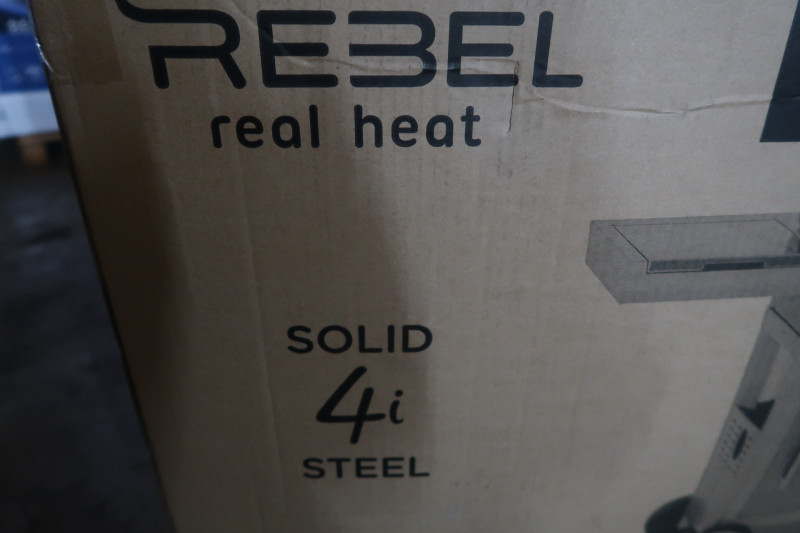 REBEL
real heat
SOLID
4i
STEEL